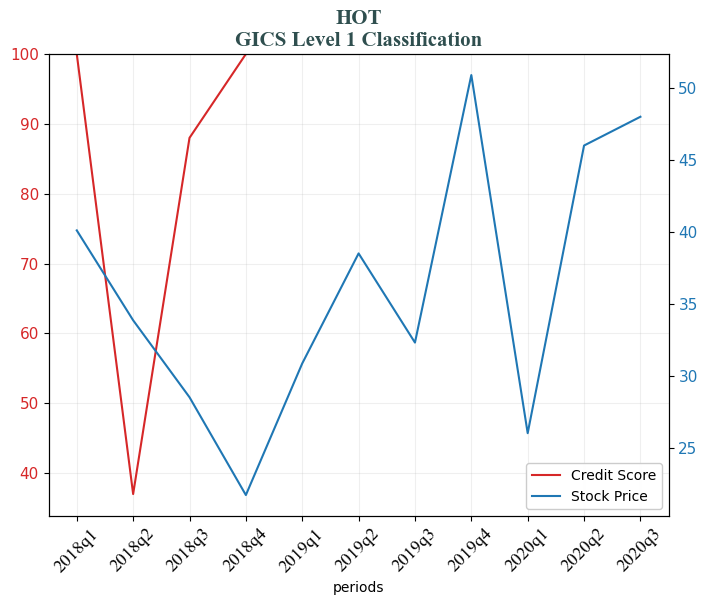 HOT
GICS Level 1 Classification
100
90
80
70
60
50
40
50
45
40
35
30
25
Credit Score
Stock Price
2018q1
2018q2
2018q3
2018q4
2019q1
2019q2
2019q3
2019q4
2020q1
2020q2
2020q3
periods